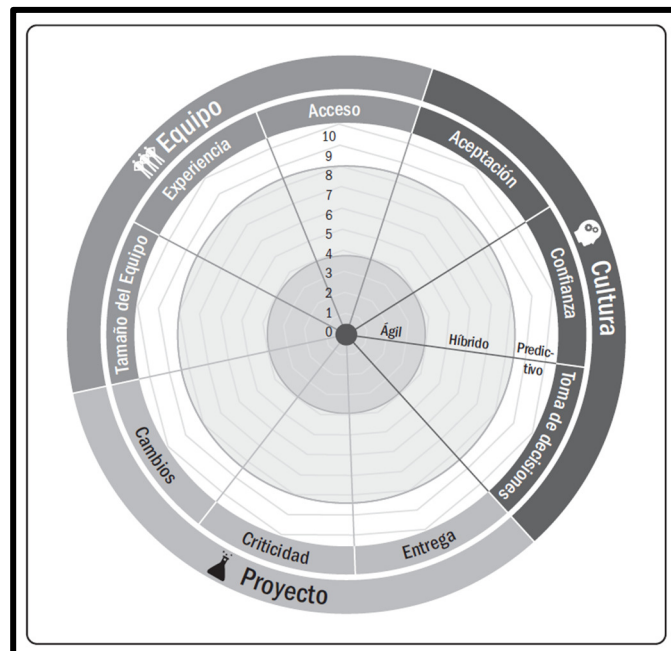 Equipo
Acceso
Experiencia
Tamaño del Equipo
Cultura
Aceptación
Confianza
Toma de decisiones
10
9
8
7
6
5
4
3
2
1
0
Ágil
Híbrido
Predic-
tivo
Cambios
Criticidad
Entrega
Proyecto